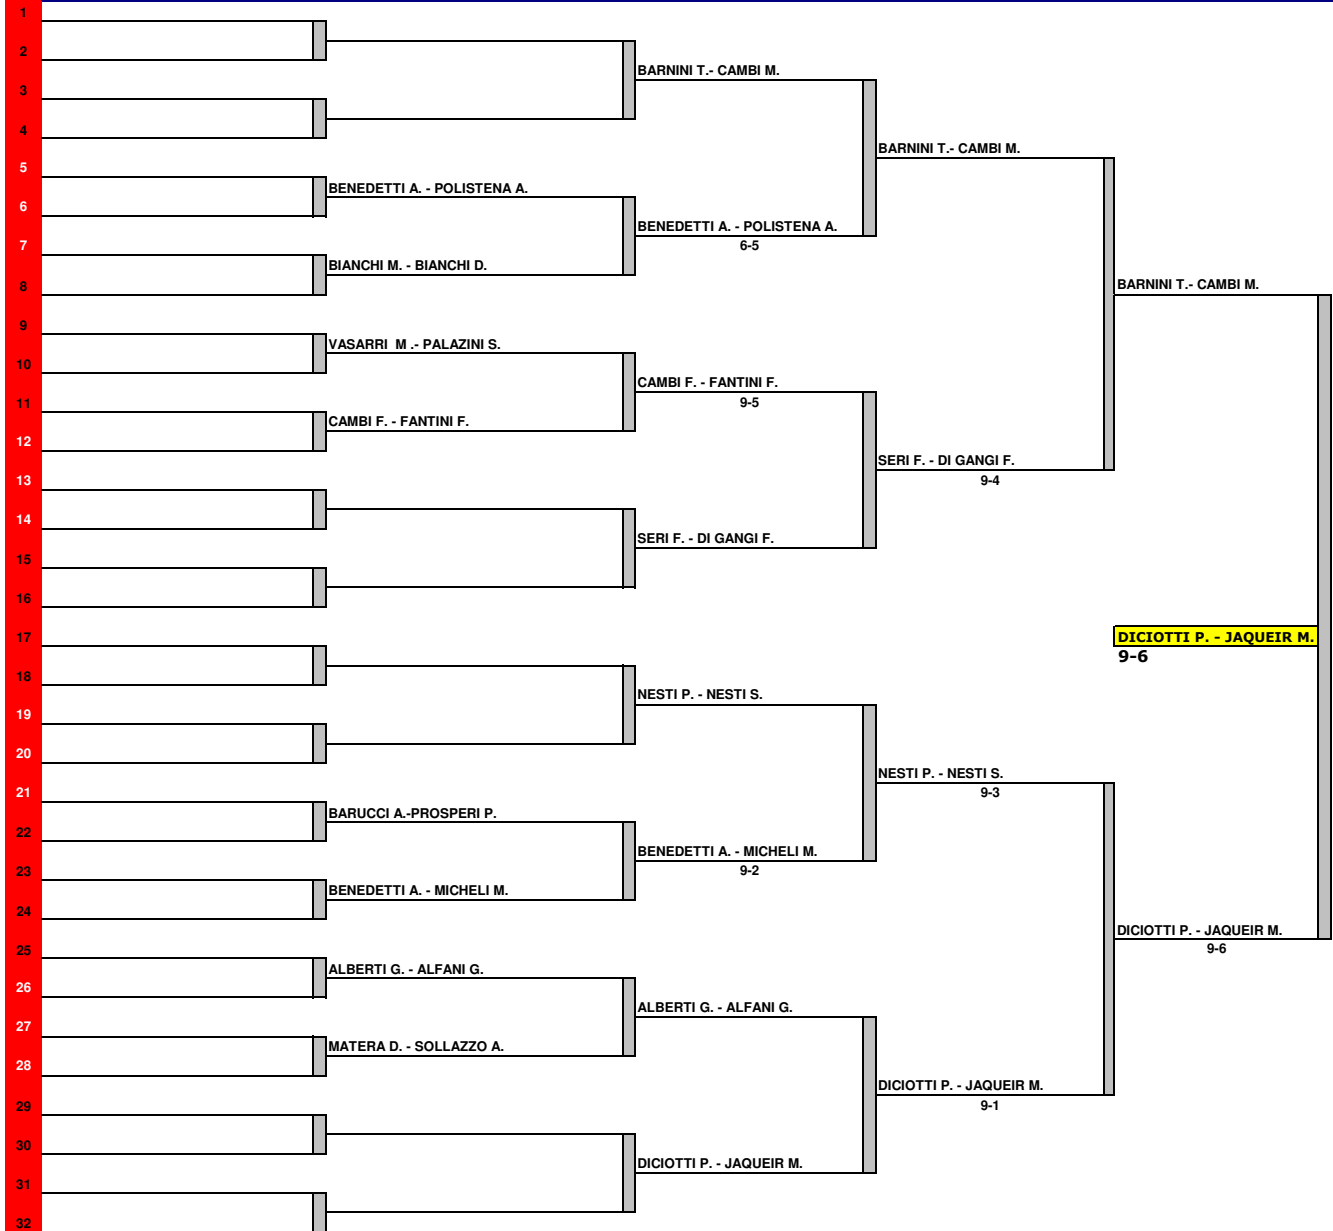 1
2
BARNINI T.- CAMBI M.
3
4
BARNINI T.- CAMBI M.
5
BENEDETTI A. - POLISTENA A.
6
BENEDETTI A. - POLISTENA A.
7
6-5
BIANCHI M. - BIANCHI D.
8
BARNINI T.- CAMBI M.
9
VASARRI  M .- PALAZINI S.
10
CAMBI F. - FANTINI F.
11
9-5
CAMBI F. - FANTINI F.
12
SERI F. - DI GANGI F.
13
9-4
14
SERI F. - DI GANGI F.
15
16
17
DICIOTTI P. - JAQUEIR M.
9-6
18
NESTI P. - NESTI S.
19
20
NESTI P. - NESTI S.
21
9-3
BARUCCI A.-PROSPERI P.
22
BENEDETTI A. - MICHELI M.
23
9-2
BENEDETTI A. - MICHELI M.
24
DICIOTTI P. - JAQUEIR M.
25
9-6
ALBERTI G. - ALFANI G.
26
ALBERTI G. - ALFANI G.
27
MATERA D. - SOLLAZZO A.
28
DICIOTTI P. - JAQUEIR M.
29
9-1
30
DICIOTTI P. - JAQUEIR M.
31
32